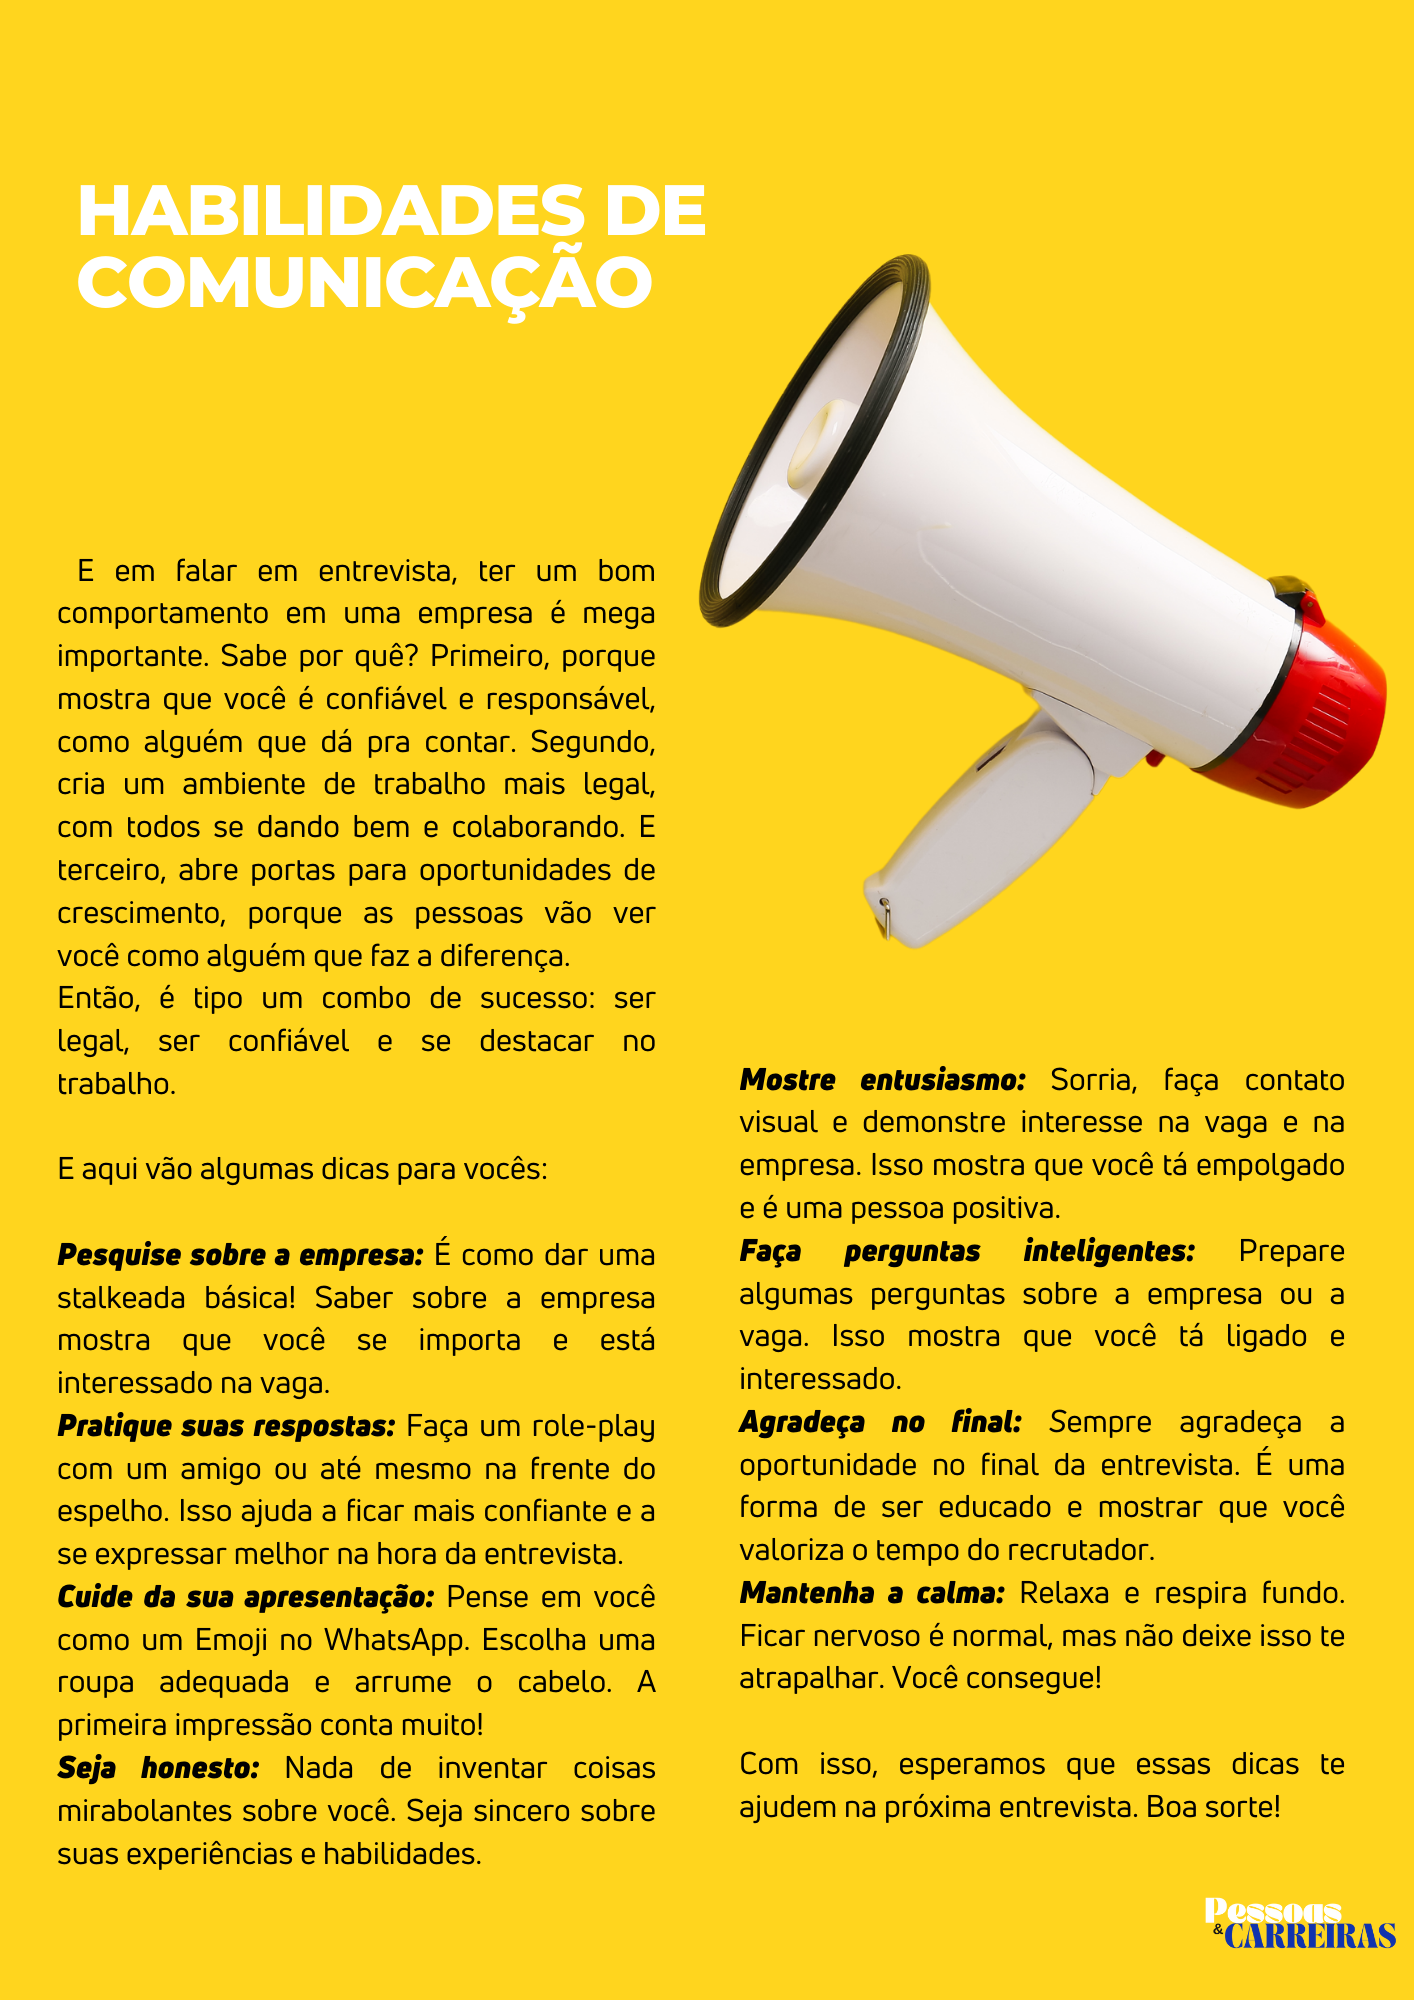 HABILIDADES DE
COMUNICAÇÃO
E em falar em entrevista, ter um bom
comportamento em uma empresa é mega
importante. Sabe por quê? Primeiro, porque
mostra que você é confiável e responsável,
como alguém que dá pra contar. Segundo,
cria um ambiente de trabalho mais legal,
com todos se dando bem e colaborando. E
terceiro, abre portas para oportunidades de
crescimento, porque as pessoas vão ver
você como alguém que faz a diferença.
Então, é tipo um combo de sucesso: ser
legal, ser confiável e se destacar no
trabalho.
E aqui vão algumas dicas para vocês:
Pesquise sobre a empresa: É como dar uma
stalkeada básica! Saber sobre a empresa
mostra que você se importa e está
interessado na vaga.
Pratique suas respostas: Faça um role-play
com um amigo ou até mesmo na frente do
espelho. Isso ajuda a ficar mais confiante e a
se expressar melhor na hora da entrevista.
Cuide da sua apresentação: Pense em você
como um Emoji no WhatsApp. Escolha uma
roupa adequada e arrume o cabelo. A
primeira impressão conta muito!
Seja honesto: Nada de inventar coisas
mirabolantes sobre você. Seja sincero sobre
suas experiências e habilidades.
Mostre entusiasmo: Sorria, faça contato
visual e demonstre interesse na vaga e na
empresa. Isso mostra que você tá empolgado
e é uma pessoa positiva.
Faça perguntas inteligentes: Prepare
algumas perguntas sobre a empresa ou a
vaga. Isso mostra que você tá ligado e
interessado.
Agradeça no final: Sempre agradeça a
oportunidade no final da entrevista. É uma
forma de ser educado e mostrar que você
valoriza o tempo do recrutador.
Mantenha a calma: Relaxa e respira fundo.
Ficar nervoso é normal, mas não deixe isso te
atrapalhar. Você consegue!
Com isso, esperamos que essas dicas te
ajudem na próxima entrevista. Boa sorte!
Pessoas
&CARREIRAS